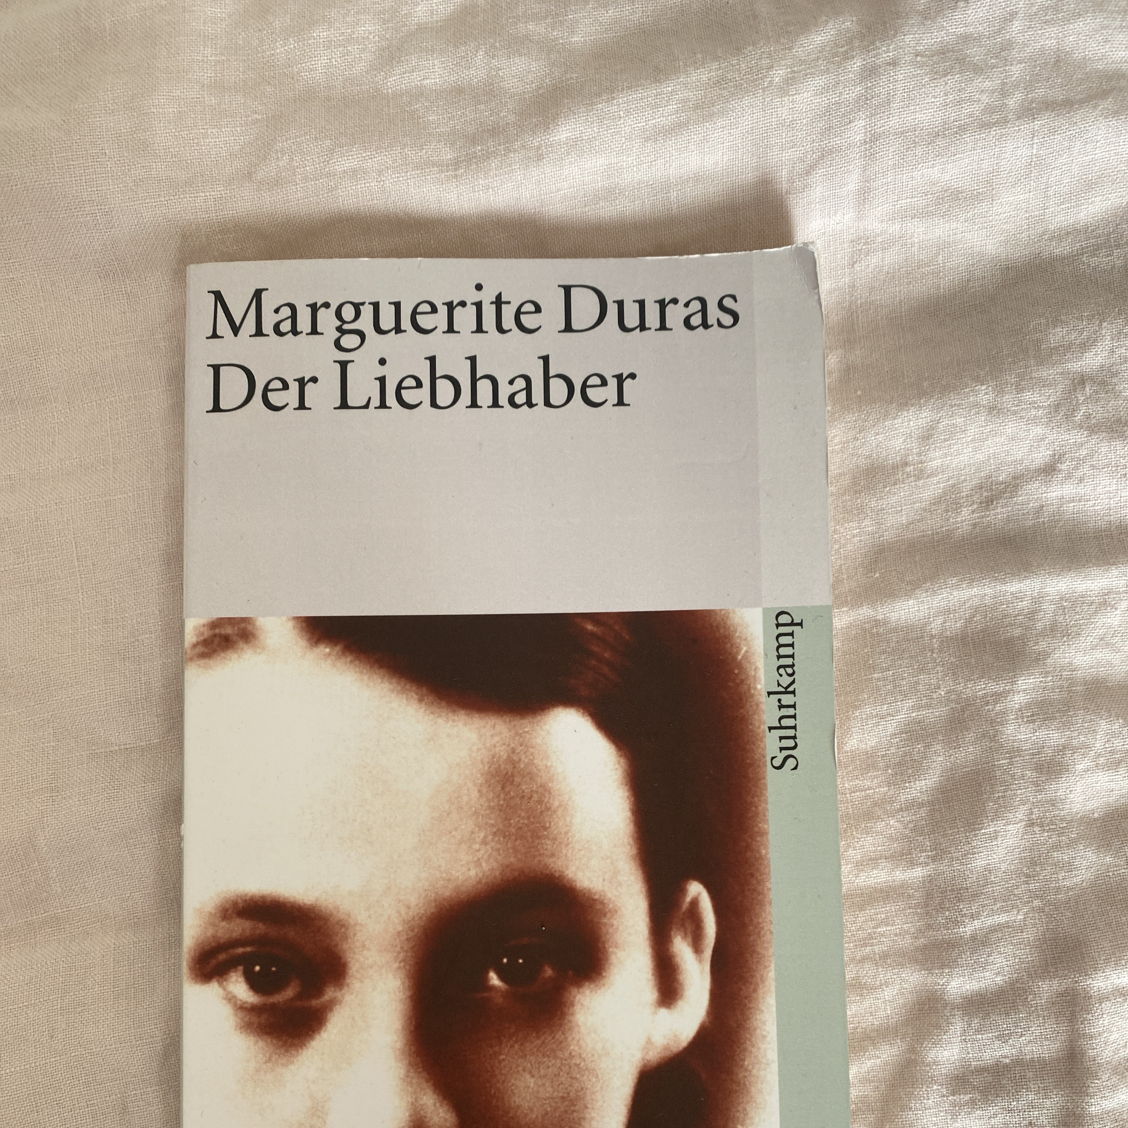 Marguerite Duras
Der Liebhaber
Suhrkamp